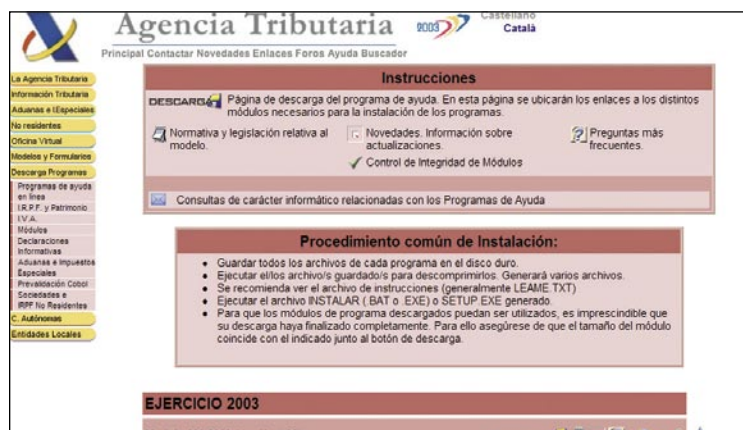 Agencia Tributaria
2003
Castellano
Català
Principal Contactar Novedades Enlaces Foros Ayuda Buscador
La Agencia Tributaria
Información Tributaria
Aduanas e I.Especiales
No residentes
Oficina Virtual
Modelos y Formularios
Descarga Programas
Programas de ayuda
en línea
I.R.P.F. y Patrimonio
I.V.A.
Módulos
Declaraciones
Informativas
Aduanas e Impuestos
Especiales
Prevalidación Cobol
Sociedades e
IRPF No Residentes
C. Autónomas
Entidades Locales
Instrucciones
DESCARGA Página de descarga del programa de ayuda. En esta página se ubicarán los enlaces a los distintos
módulos necesarios para la instalación de los programas.
Normativa y legislación relativa al
modelo.
Novedades. Información sobre
actualizaciones.
Preguntas más
frecuentes.
Control de Integridad de Módulos
Consultas de carácter informático relacionadas con los Programas de Ayuda
Procedimiento común de Instalación:
• Guardar todos los archivos de cada programa en el disco duro.
• Ejecutar el/los archivo/s guardado/s para descomprimirlos. Generará varios archivos.
• Se recomienda ver el archivo de instrucciones (generalmente LEAME.TXT)
• Ejecutar el archivo INSTALAR (.BAT o .EXE) o SETUP.EXE generado.
• Para que los módulos de programa descargados puedan ser utilizados, es imprescindible que
su descarga haya finalizado completamente. Para ello asegúrese de que el tamaño del módulo
coincide con el indicado junto al botón de descarga.
EJERCICIO 2003